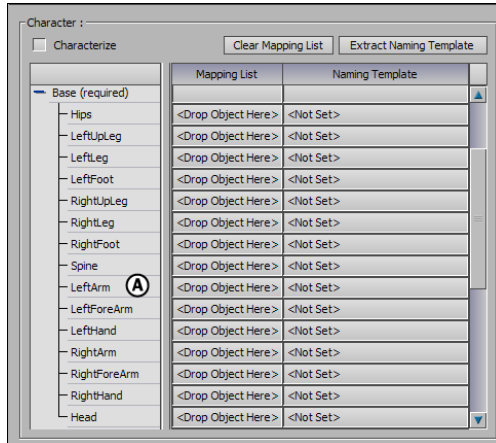 Character :
Characterize Clear Mapping List Extract Naming Template
Mapping List Naming Template
Base (required)
Hips <Drop Object Here> <Not Set>
LeftUpLeg <Drop Object Here> <Not Set>
LeftLeg <Drop Object Here> <Not Set>
LeftFoot <Drop Object Here> <Not Set>
RightUpLeg <Drop Object Here> <Not Set>
RightLeg <Drop Object Here> <Not Set>
RightFoot <Drop Object Here> <Not Set>
Spine <Drop Object Here> <Not Set>
LeftArm A <Drop Object Here> <Not Set>
LeftForeArm <Drop Object Here> <Not Set>
LeftHand <Drop Object Here> <Not Set>
RightArm <Drop Object Here> <Not Set>
RightForeArm <Drop Object Here> <Not Set>
RightHand <Drop Object Here> <Not Set>
Head <Drop Object Here> <Not Set>